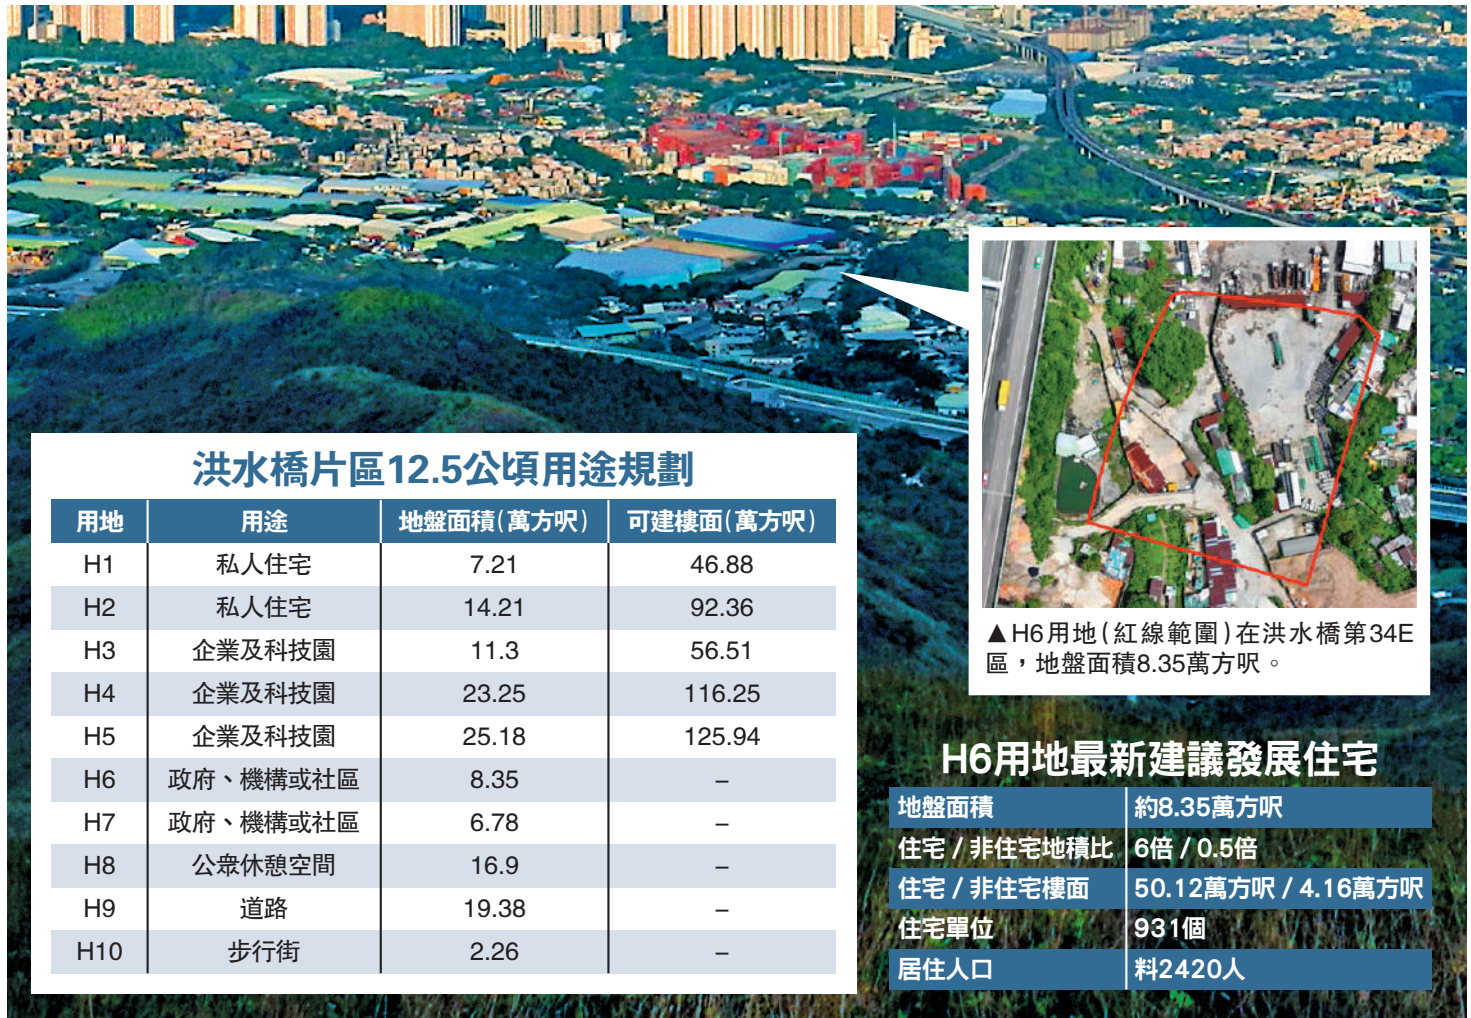 洪水橋片區12.5公頃用途規劃
用地 用途 地盤面積(萬方呎) 可建樓面(萬方呎)
H1 私人住宅 7.21 46.88
H2 私人住宅 14.21 92.36
H3 企業及科技園 11.3 56.51
H4 企業及科技園 23.25 116.25
H5 企業及科技園 25.18 125.94
H6 政府、機構或社區 8.35 –
H7 政府、機構或社區 6.78 –
H8 公眾休憩空間 16.9 –
H9 道路 19.38 –
H10 步行街 2.26 –
▲H6用地(紅線範圍)在洪水橋第34E
區，地盤面積8.35萬方呎。
H6用地最新建議發展住宅
地盤面積 約8.35萬方呎
住宅 / 非住宅地積比 6倍 / 0.5倍
住宅 / 非住宅樓面 50.12萬方呎 / 4.16萬方呎
住宅單位 931個
居住人口 料2420人